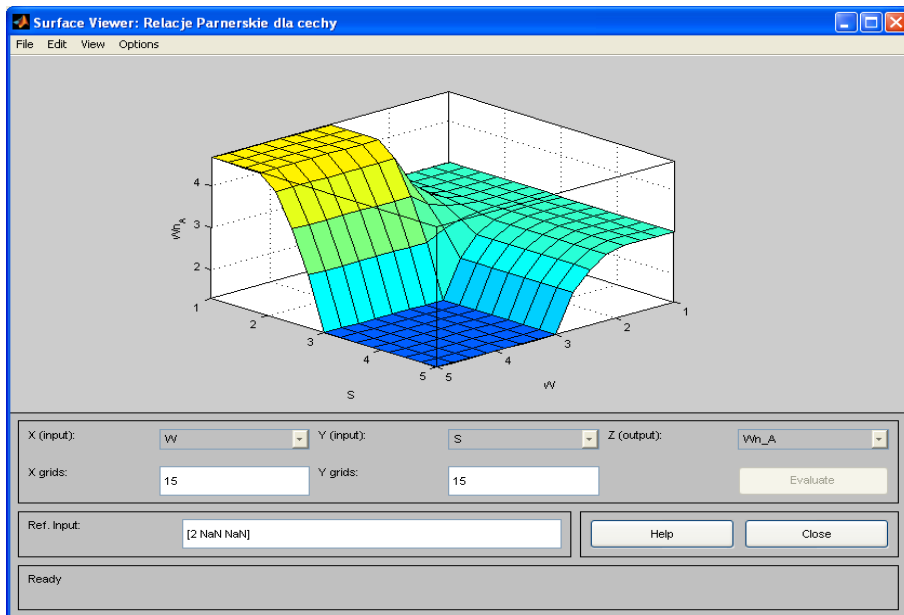 Surface Viewer: Relacje Parnerskie dla cechy
File Edit View Options
4
3
2
1
Wn_A
1
2
3
4
5
S
5
4
3
2
1
W
X (input): W Y (input): S Z (output): Wn_A
X grids: 15 Y grids: 15 Evaluate
Ref. Input: [2 NaN NaN] Help Close
Ready